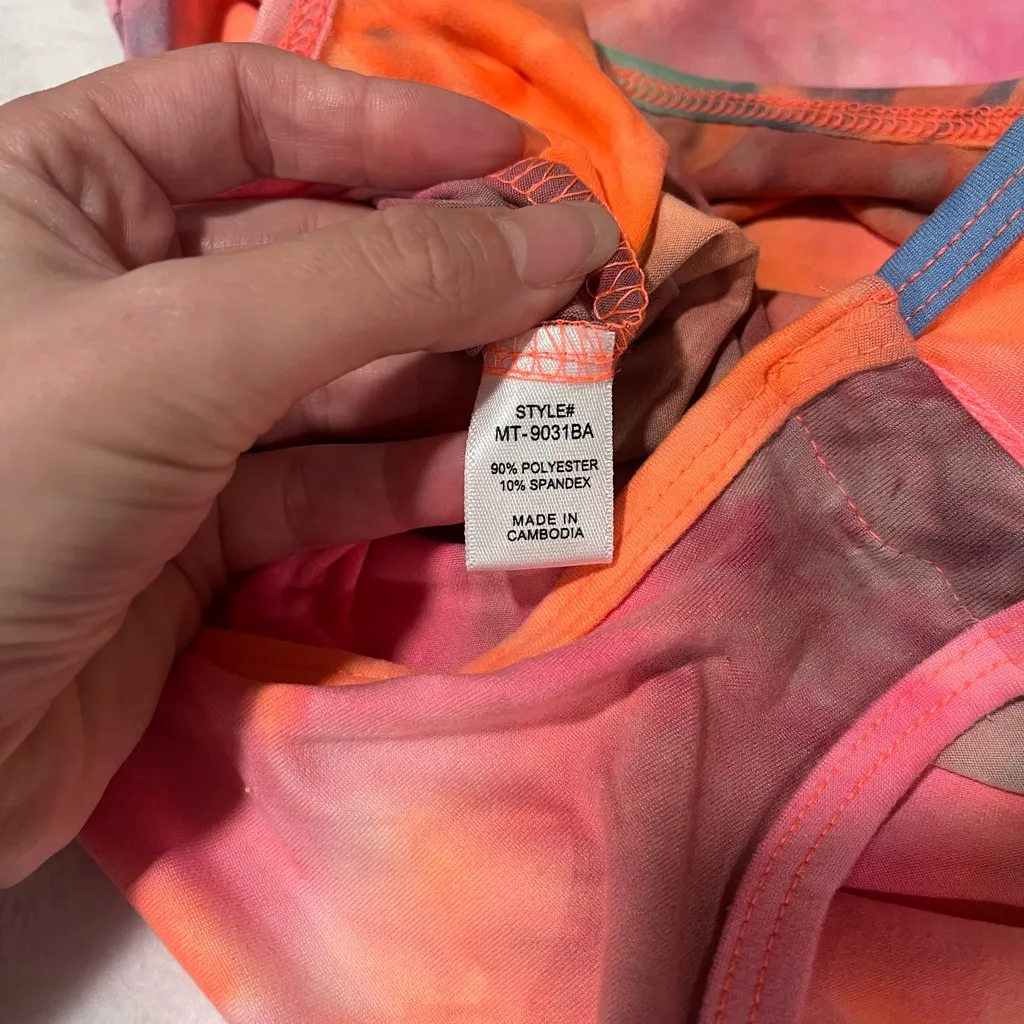 STYLE#
MT-9031BA
90% POLYESTER
10% SPANDEX
MADE IN
CAMBODIA